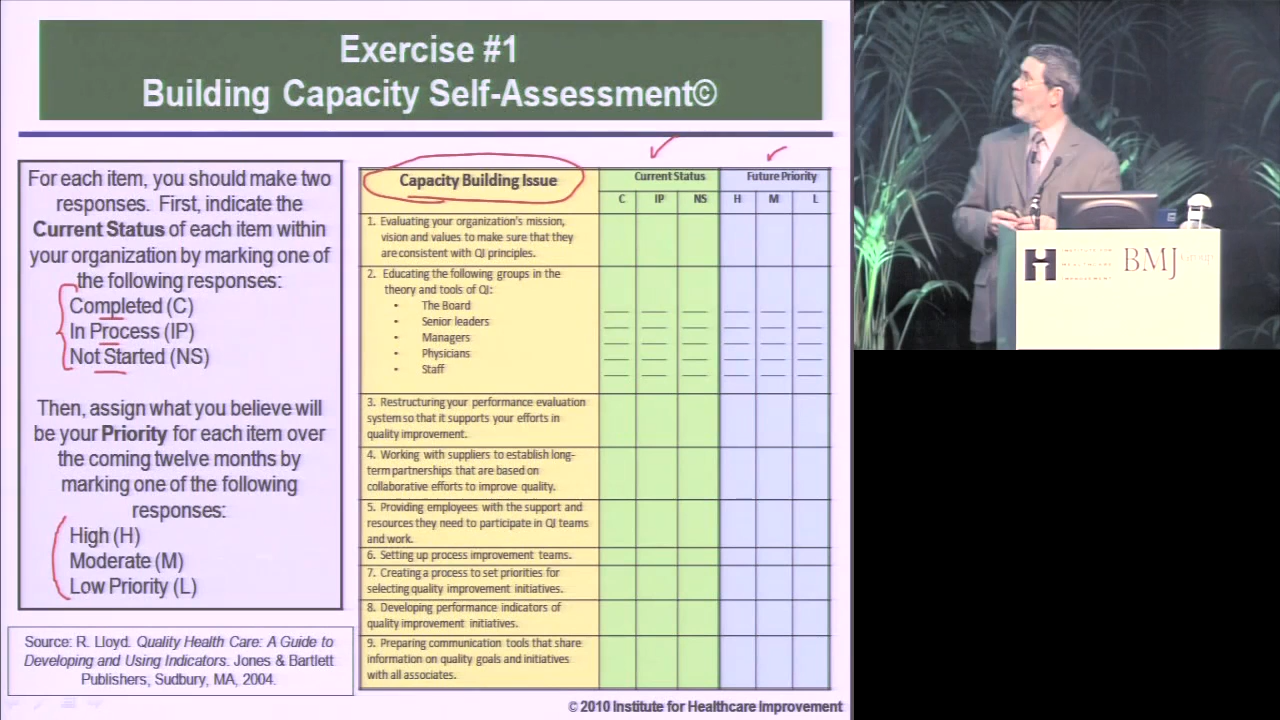 Exercise #1
Building Capacity Self-Assessment©
For each item, you should make two
responses. First, indicate the
Current Status of each item within
your organization by marking one of
the following responses:
Completed (C)
In Process (IP)
Not Started (NS)
Then, assign what you believe will
be your Priority for each item over
the coming twelve months by
marking one of the following
responses:
High (H)
Moderate (M)
Low Priority (L)
Source: R. Lloyd. Quality Health Care: A Guide to
Developing and Using Indicators. Jones & Bartlett
Publishers, Sudbury, MA, 2004.
Capacity Building Issue
Current Status
Future Priority
C IP NS H M L
1. Evaluating your organization's mission,
vision and values to make sure that they
are consistent with QI principles.
2. Educating the following groups in the
theory and tools of QI:
• The Board
• Senior leaders
• Managers
• Physicians
• Staff
3. Restructuring your performance evaluation
system so that it supports your efforts in
quality improvement.
4. Working with suppliers to establish long-
term partnerships that are based on
collaborative efforts to improve quality.
5. Providing employees with the support and
resources they need to participate in QI teams
and work.
6. Setting up process improvement teams.
7. Creating a process to set priorities for
selecting quality improvement initiatives.
8. Developing performance indicators of
quality improvement initiatives.
9. Preparing communication tools that share
information on quality goals and initiatives
with all associates.
© 2010 Institute for Healthcare Improvement
BMJ Group